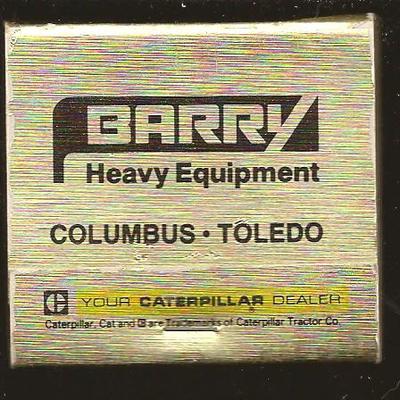 BARRY
Heavy Equipment
COLUMBUS • TOLEDO
C YOUR CATERPILLAR DEALER
Caterpillar, Cat and C are Trademarks of Caterpillar Tractor Co.